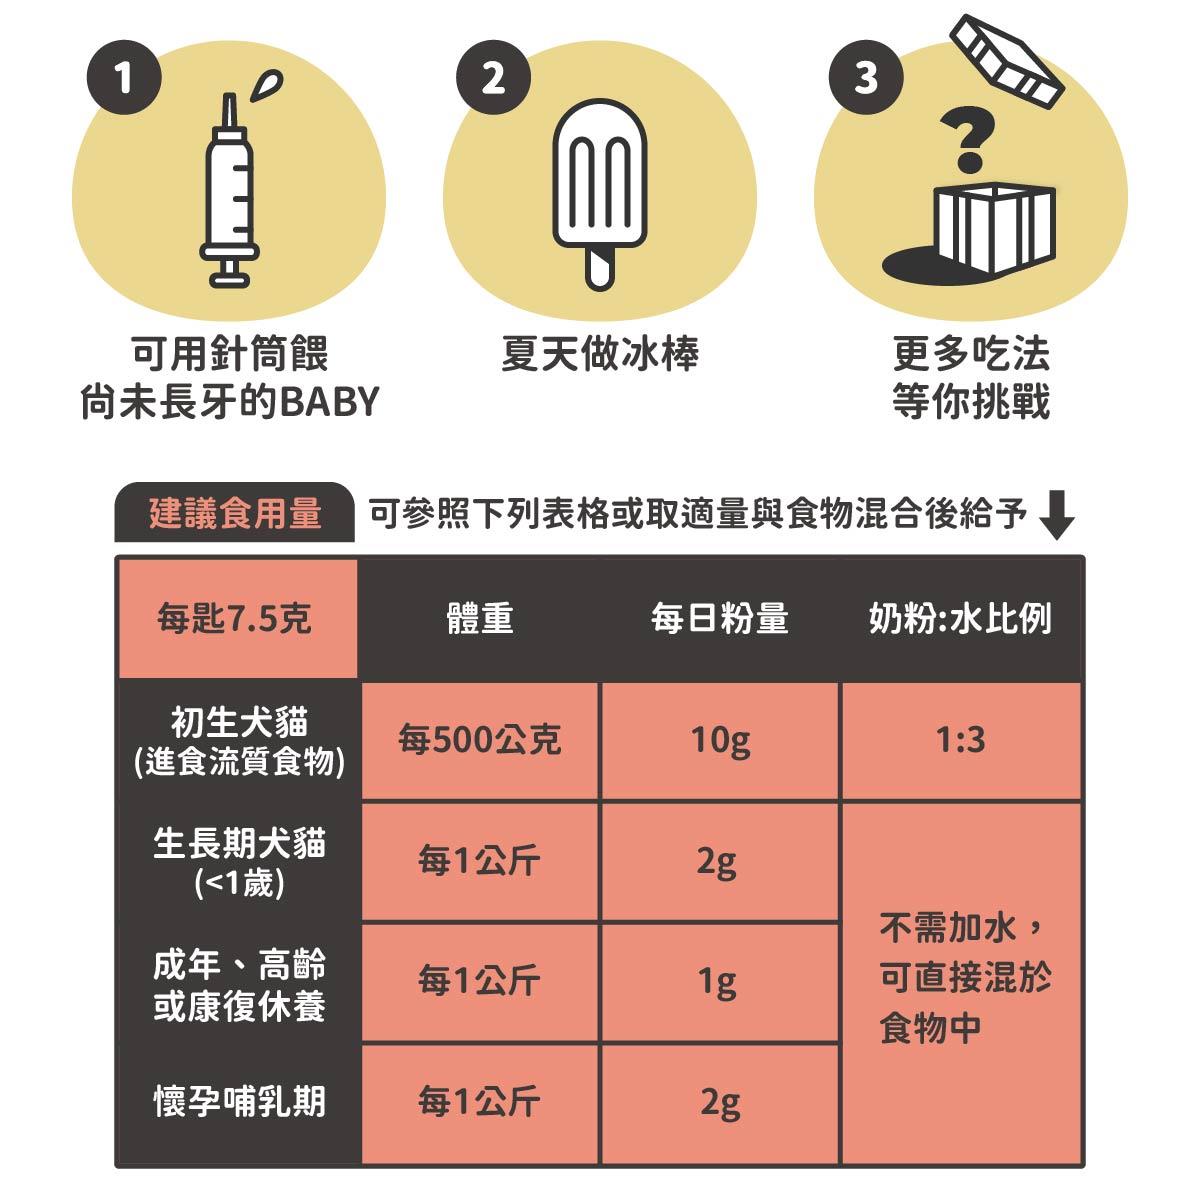 1
2
3
?
可用針筒餵
尚未長牙的BABY
夏天做冰棒
更多吃法
等你挑戰
建議食用量
可參照下列表格或取適量與食物混合後給予
每匙7.5克
體重
每日粉量
奶粉:水比例
初生犬貓
(進食流質食物)
每500公克
10g
1:3
生長期犬貓
(<1歲)
每1公斤
2g
成年、高齡
或康復休養
每1公斤
1g
不需加水，
可直接混於
食物中
懷孕哺乳期
每1公斤
2g